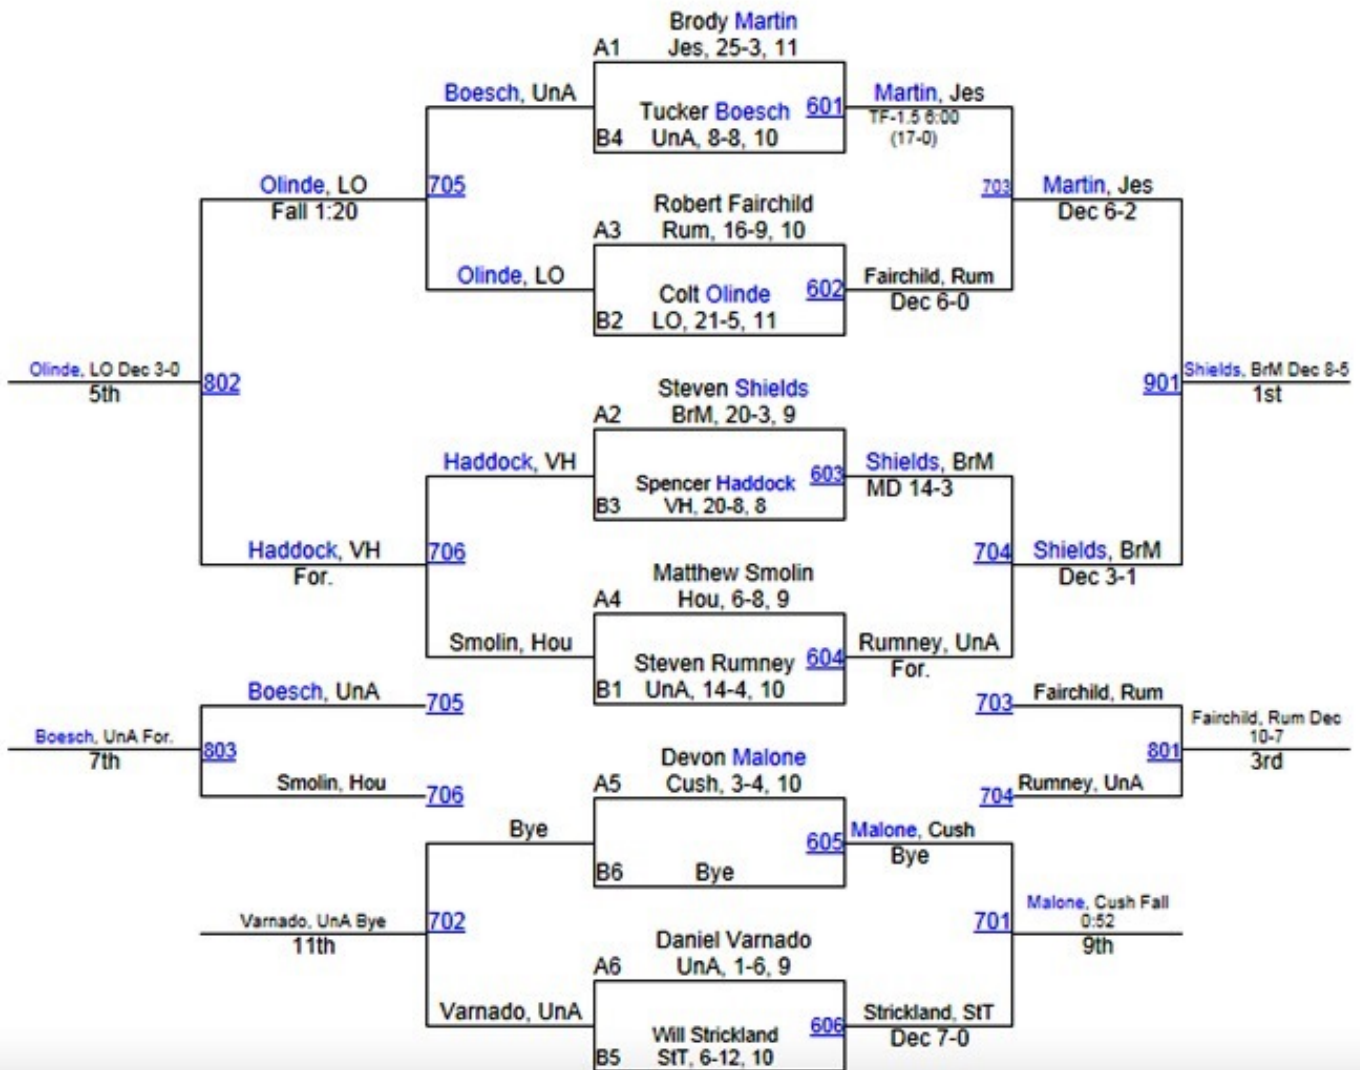 Brody Martin
A1 Jes, 25-3, 11
Boesch, UnA
Tucker Boesch 601
B4 UnA, 8-8, 10
Martin, Jes
TF-1.5 6:00
(17-0)
Olinde, LO
Fall 1:20
705
Robert Fairchild
A3 Rum, 16-9, 10
703
Martin, Jes
Dec 6-2
Olinde, LO
Colt Olinde 602
B2 LO, 21-5, 11
Fairchild, Rum
Dec 6-0
Olinde, LO Dec 3-0
5th
802
Steven Shields
A2 BrM, 20-3, 9
901
Shields, BrM Dec 8-5
1st
Haddock, VH
Spencer Haddock 603
B3 VH, 20-8, 8
Shields, BrM
MD 14-3
Haddock, VH
For.
706
Matthew Smolin
A4 Hou, 6-8, 9
704
Shields, BrM
Dec 3-1
Smolin, Hou
Steven Rumney 604
B1 UnA, 14-4, 10
Rumney, UnA
For.
Boesch, UnA 705
703 Fairchild, Rum
Boesch, UnA For.
7th
803
Smolin, Hou 706
Devon Malone
A5 Cush, 3-4, 10
801
Fairchild, Rum Dec
10-7
3rd
704 Rumney, UnA
Bye
605
B6 Bye
Malone, Cush
Bye
Varnado, UnA Bye
11th
702
Daniel Varnado
A6 UnA, 1-6, 9
701
Malone, Cush Fall
0:52
9th
Varnado, UnA
Will Strickland 606
B5 StT, 6-12, 10
Strickland, StT
Dec 7-0